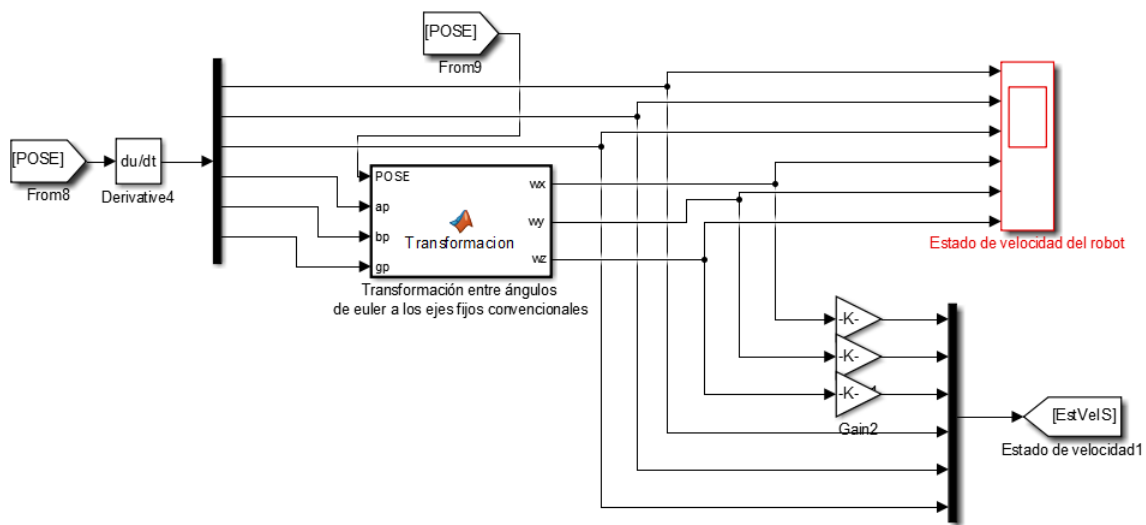 [POSE]
From9
[POSE]
From8
du/dt
Derivative4
POSE
ap
bp
gp
Transformacion
wx
wy
wz
Transformación entre ángulos
de euler a los ejes fijos convencionales
Estado de velocidad del robot
-K-
-K-
-K-
Gain2
[EstVelS]
Estado de velocidad1